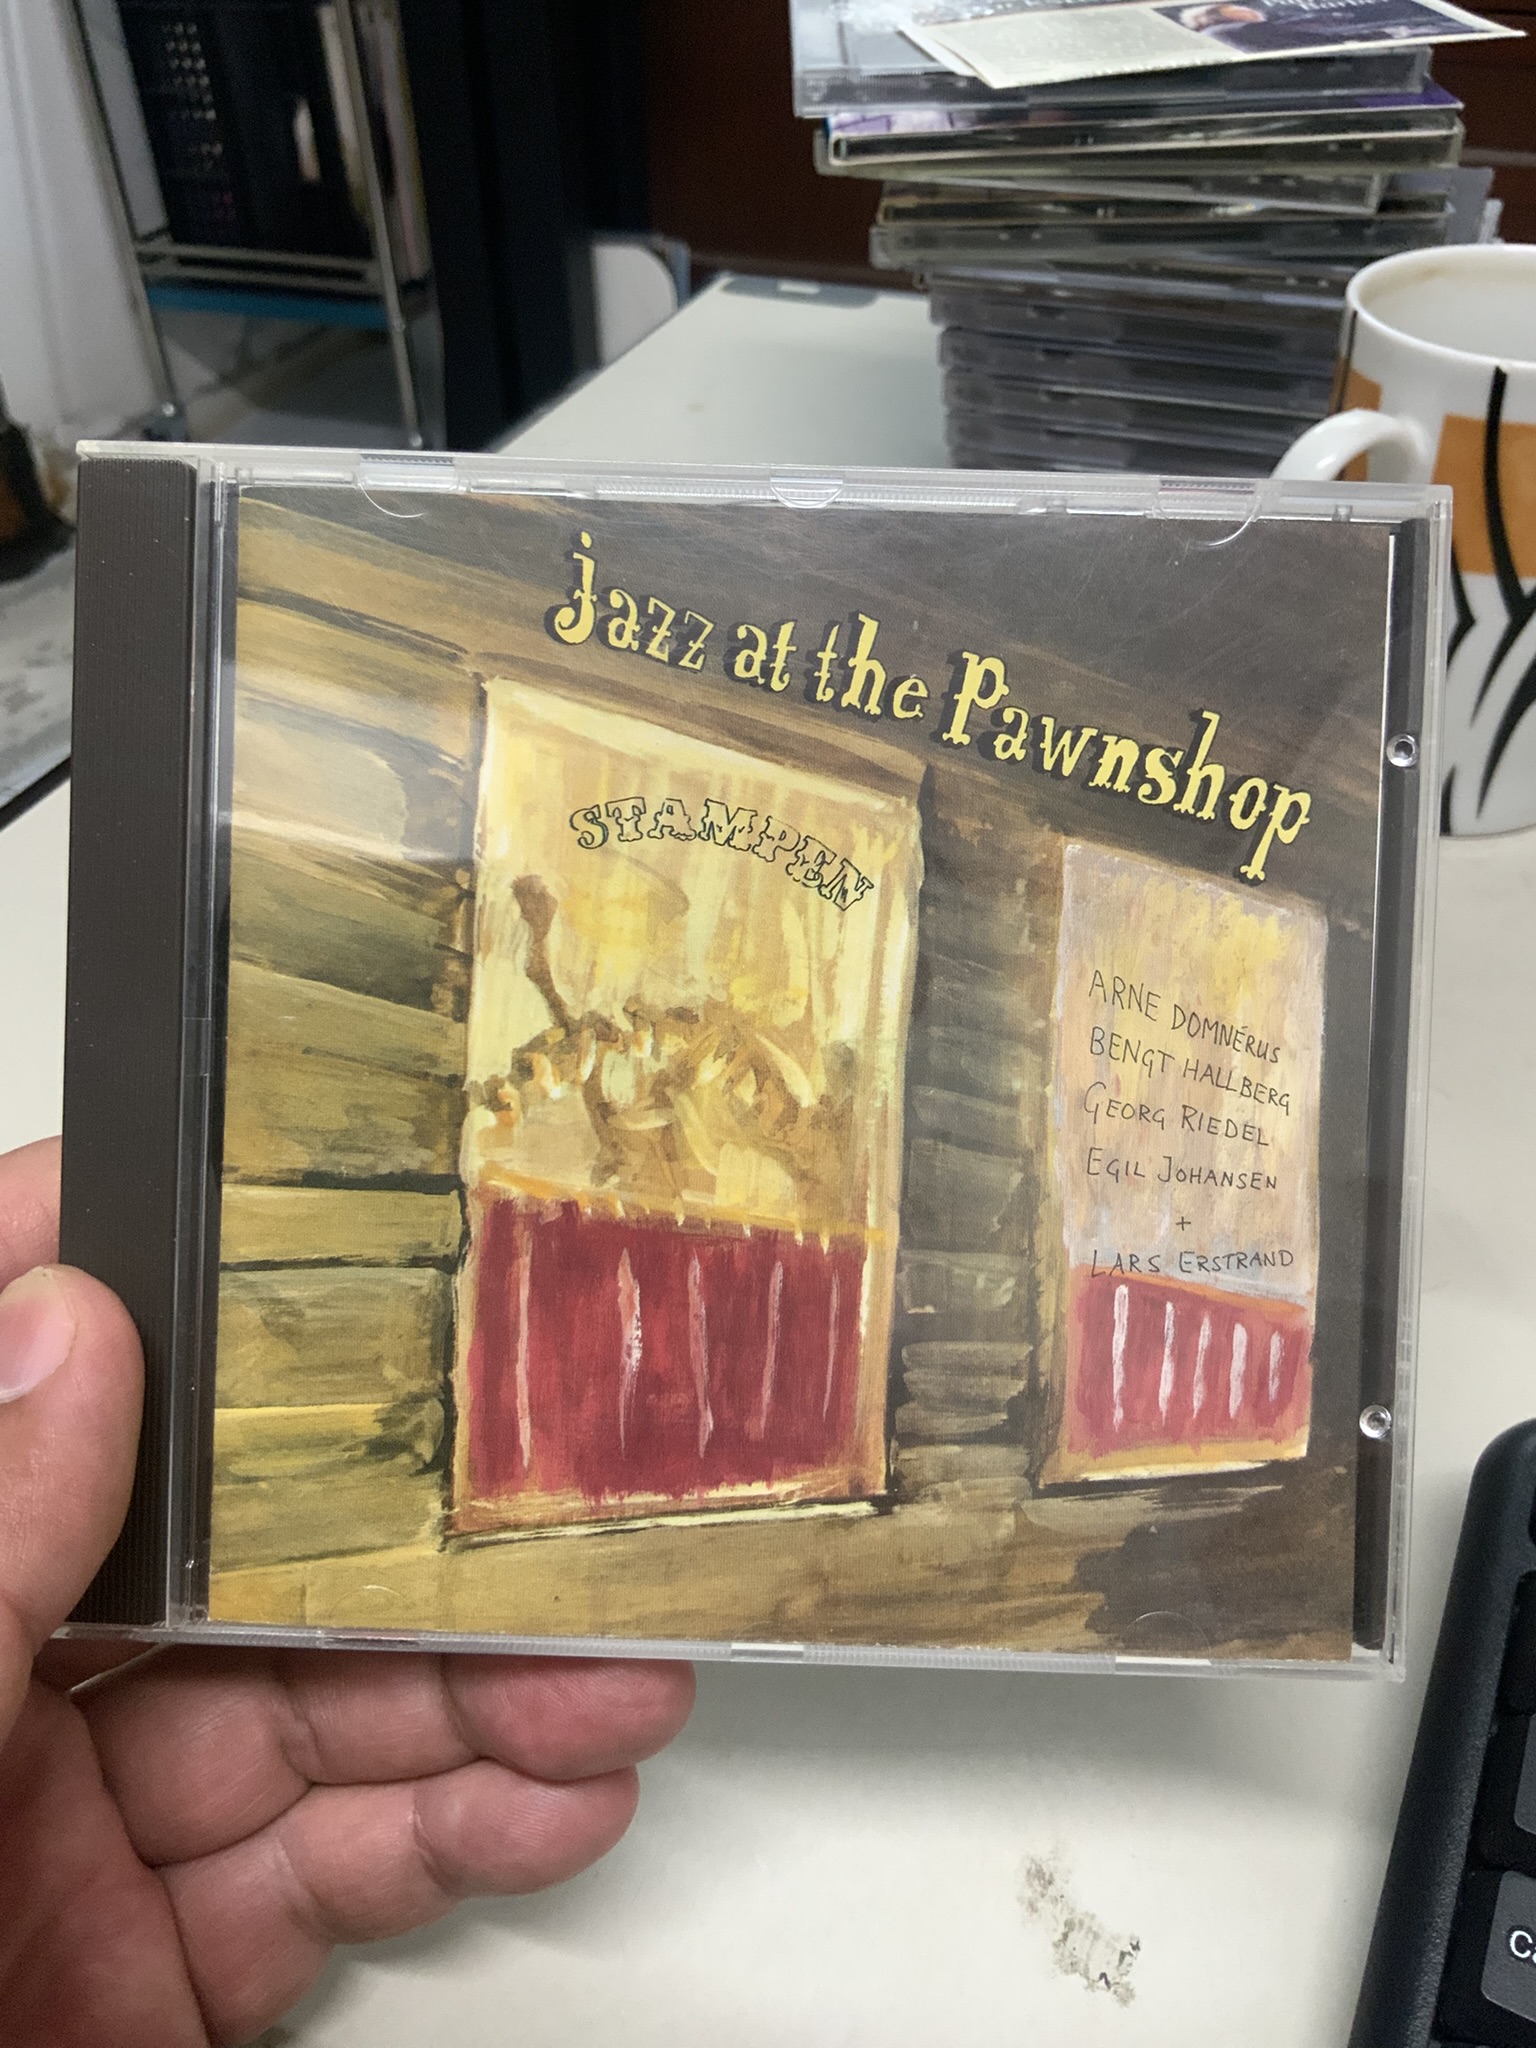 jazz at the Pawnshop
STAMPEN
ARNE DOMNÉRUS
BENGT HALLBERG
GEORG RIEDEL
EGIL JOHANSEN
+
LARS ERSTRAND